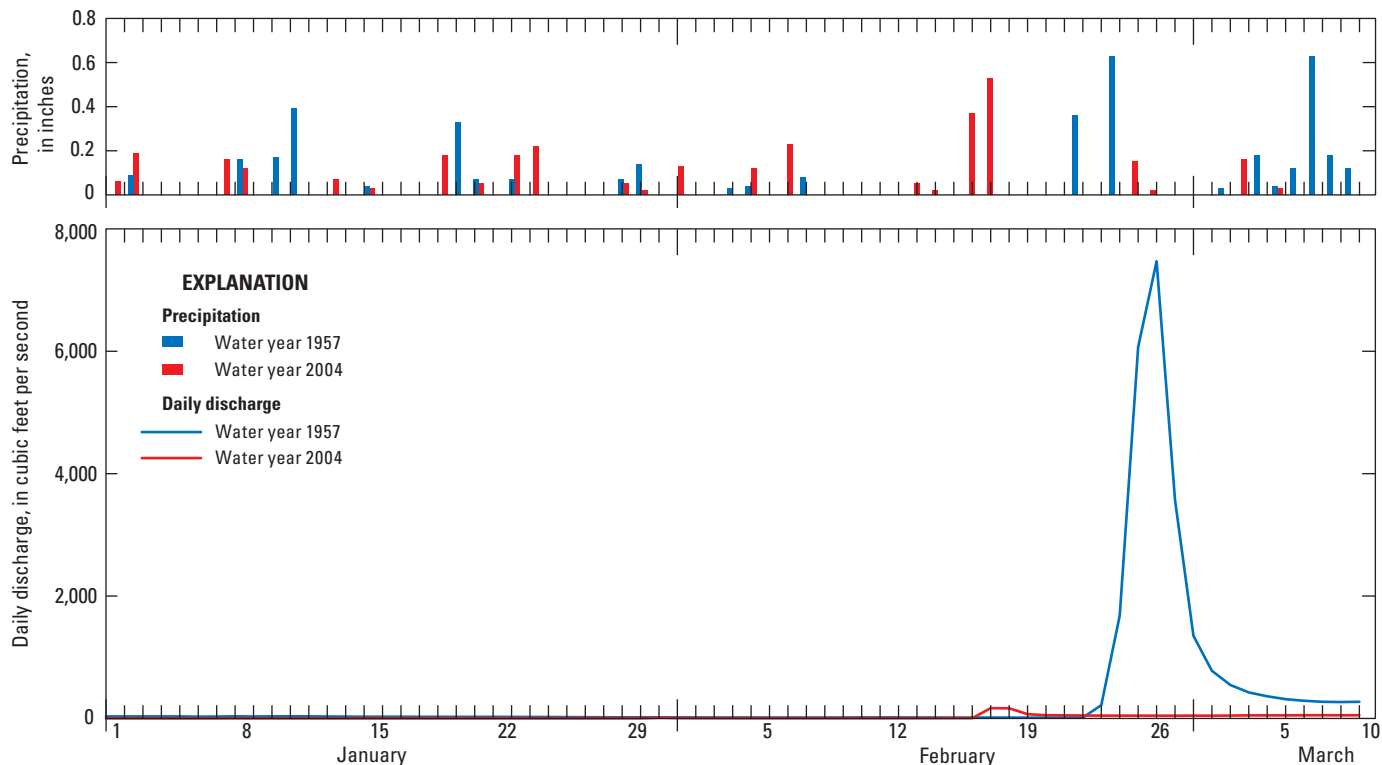 Precipitation,
in inches
0.8
0.6
0.4
0.2
0
Daily discharge, in cubic feet per second
8,000
6,000
4,000
2,000
0
EXPLANATION
Precipitation
Water year 1957
Water year 2004
Daily discharge
Water year 1957
Water year 2004
1 8 15 22 29 5 12 19 26 5 10
January February March